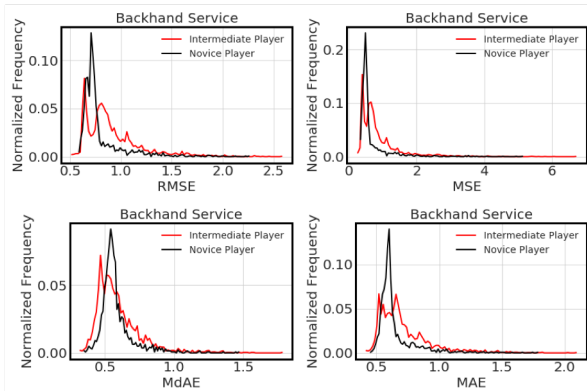 Backhand Service
Normalized Frequency
0.10
0.05
0.00
Intermediate Player
Novice Player
0.5 1.0 1.5 2.0 2.5
RMSE
Backhand Service
Normalized Frequency
0.2
0.1
0.0
Intermediate Player
Novice Player
0 2 4 6
MSE
Backhand Service
Normalized Frequency
0.05
0.00
Intermediate Player
Novice Player
0.5 1.0 1.5
MdAE
Backhand Service
Normalized Frequency
0.15
0.10
0.05
0.00
Intermediate Player
Novice Player
0.5 1.0 1.5 2.0
MAE